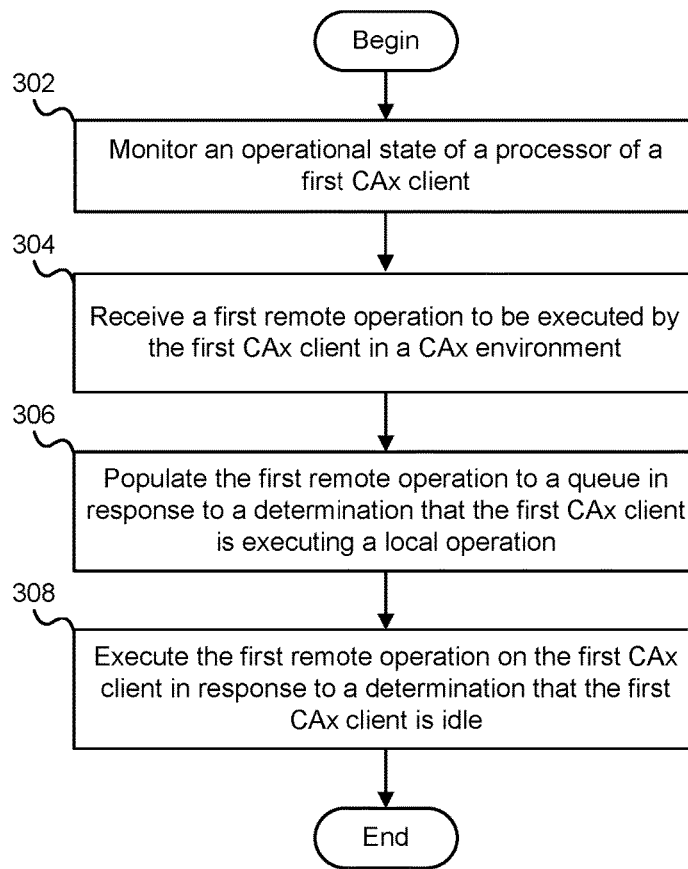 Begin
302
Monitor an operational state of a processor of a
first CAx client
304
Receive a first remote operation to be executed by
the first CAx client in a CAx environment
306
Populate the first remote operation to a queue in
response to a determination that the first CAx client
is executing a local operation
308
Execute the first remote operation on the first CAx
client in response to a determination that the first
CAx client is idle
End